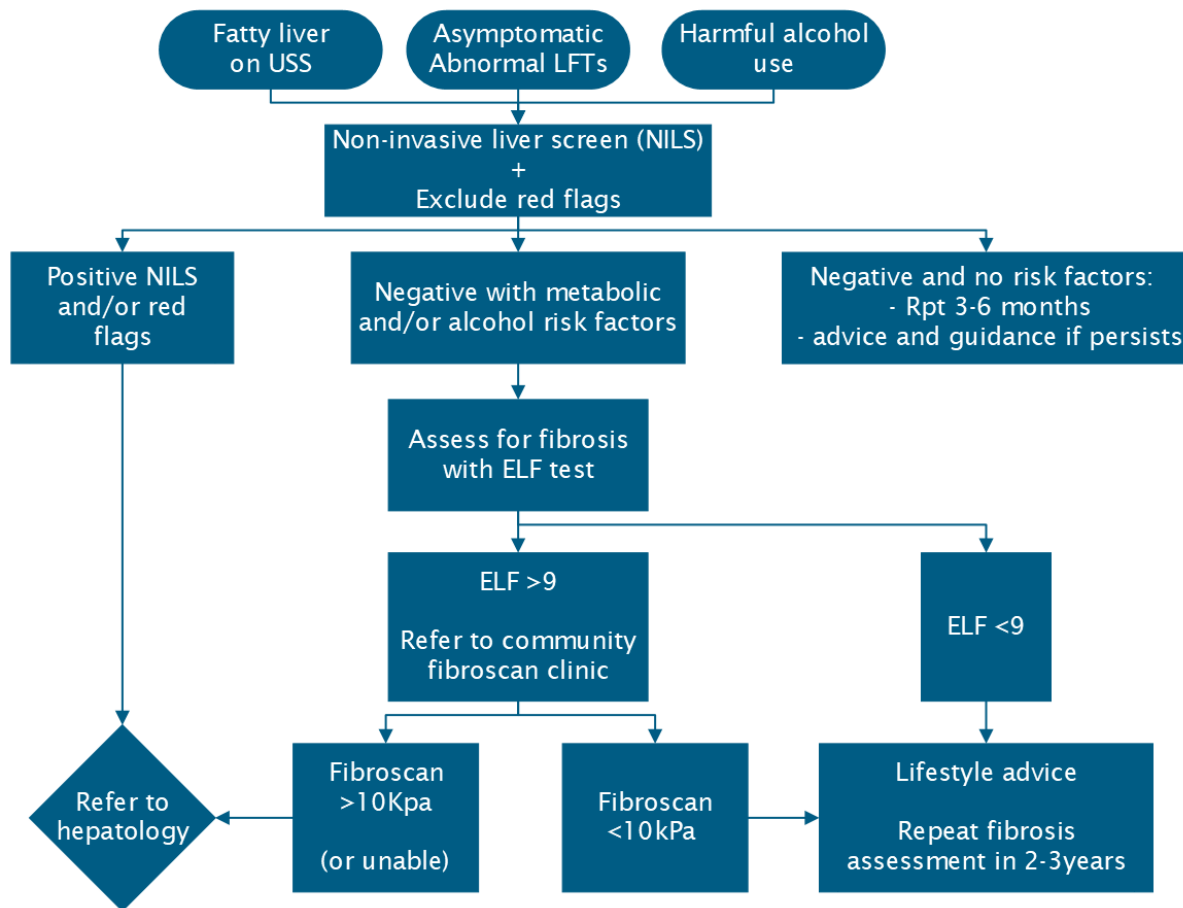 Fatty liver
on USS
Asymptomatic
Abnormal LFTs
Harmful alcohol
use
Non-invasive liver screen (NILS)
+
Exclude red flags
Positive NILS
and/or red
flags
Negative with metabolic
and/or alcohol risk factors
Negative and no risk factors:
- Rpt 3-6 months
- advice and guidance if persists
Assess for fibrosis
with ELF test
ELF >9
Refer to community
fibroscan clinic
ELF <9
Refer to
hepatology
Fibroscan
>10Kpa
(or unable)
Fibroscan
<10kPa
Lifestyle advice
Repeat fibrosis
assessment in 2-3years